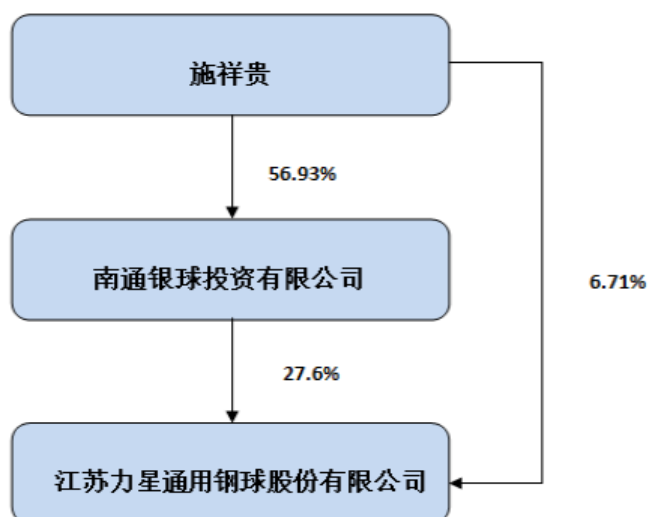 施祥贵
56.93%
南通银球投资有限公司
6.71%
27.6%
江苏力星通用钢球股份有限公司